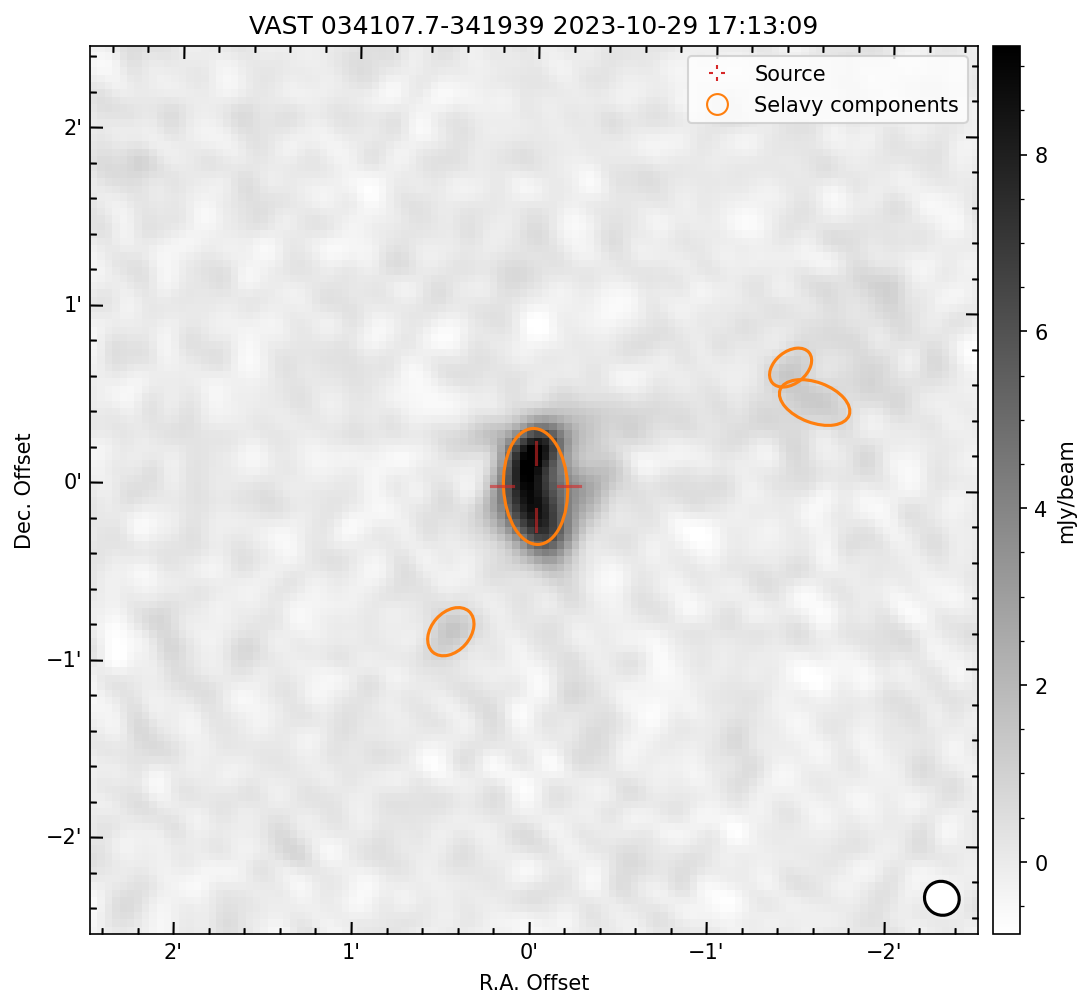 VAST 034107.7-341939 2023-10-29 17:13:09
Source
Selavy components
2'
1'
0'
−1'
−2'
Dec. Offset
2'
1'
0'
−1'
−2'
R.A. Offset
8
6
4
2
0
mJy/beam